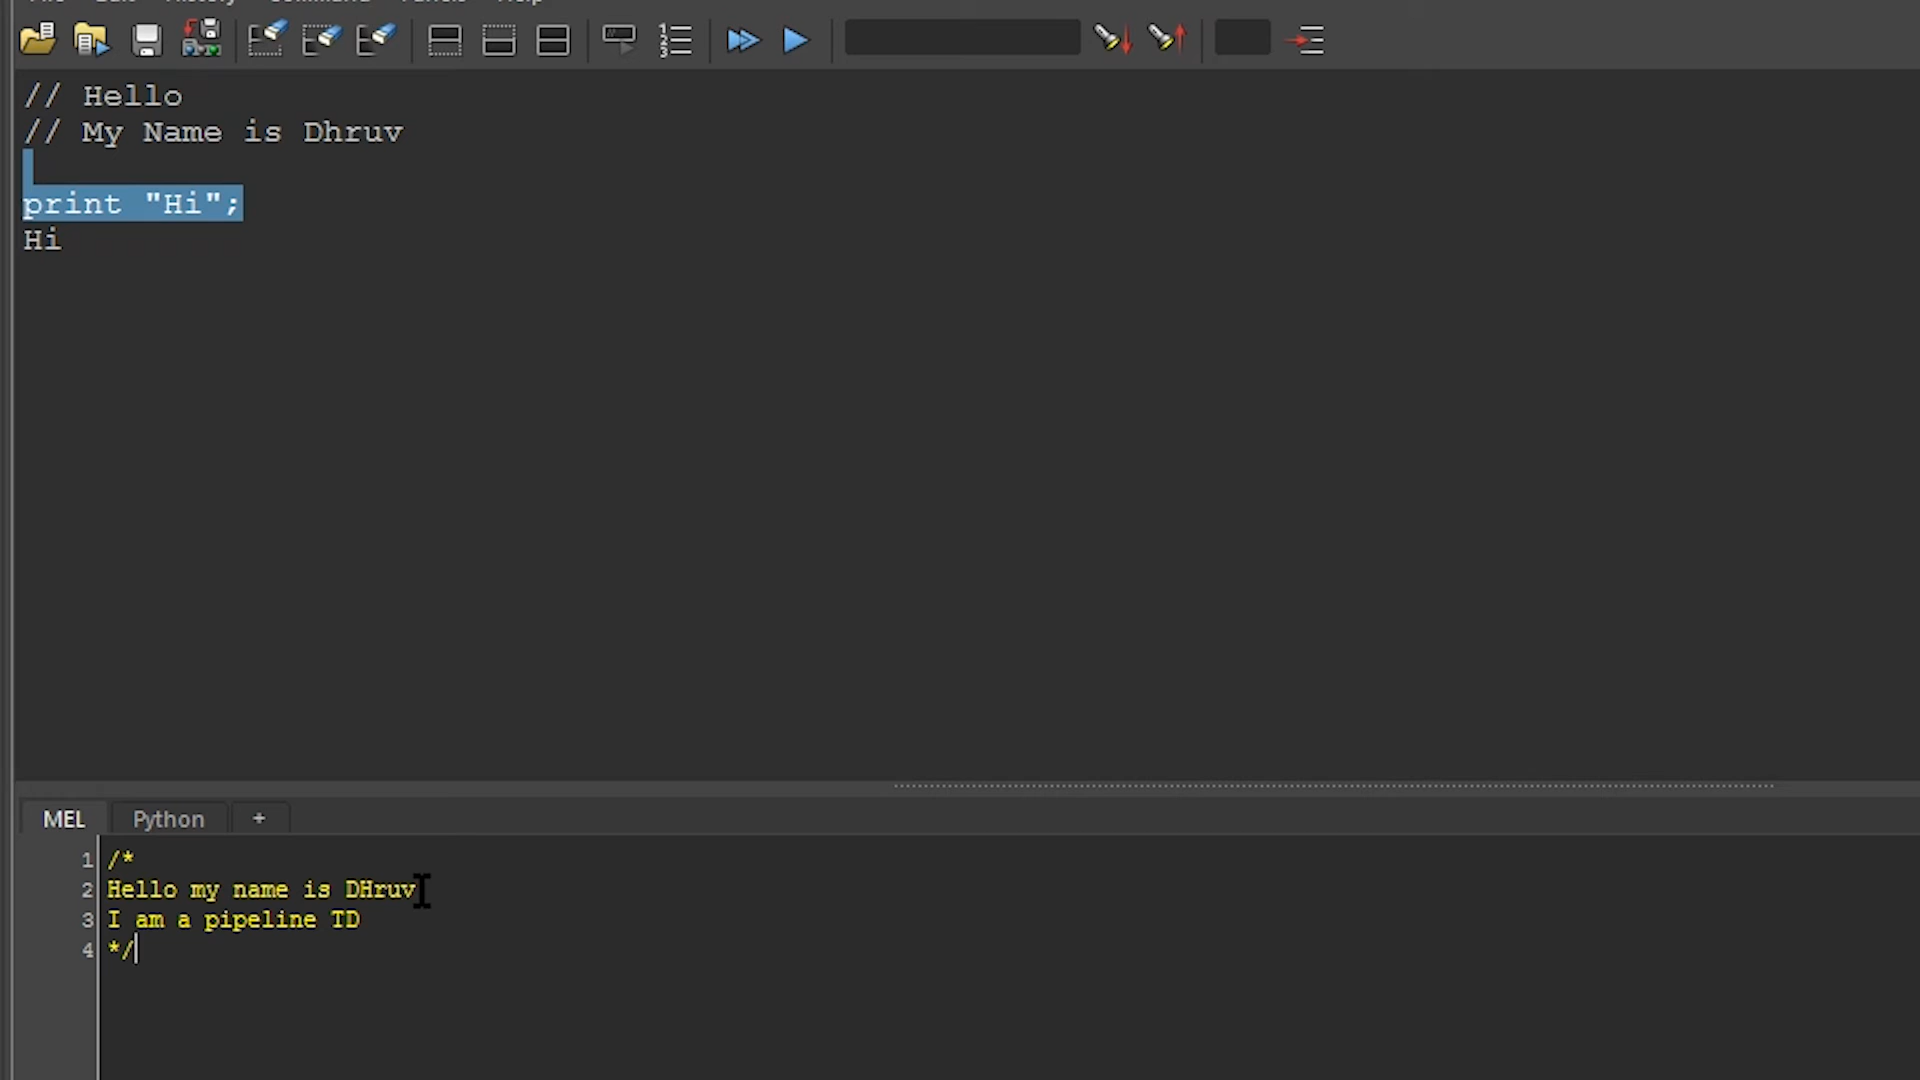 // Hello
// My Name is Dhruv
print "Hi";
Hi
MEL Python +
1 /*
2 Hello my name is DHruv
3 I am a pipeline TD
4 */